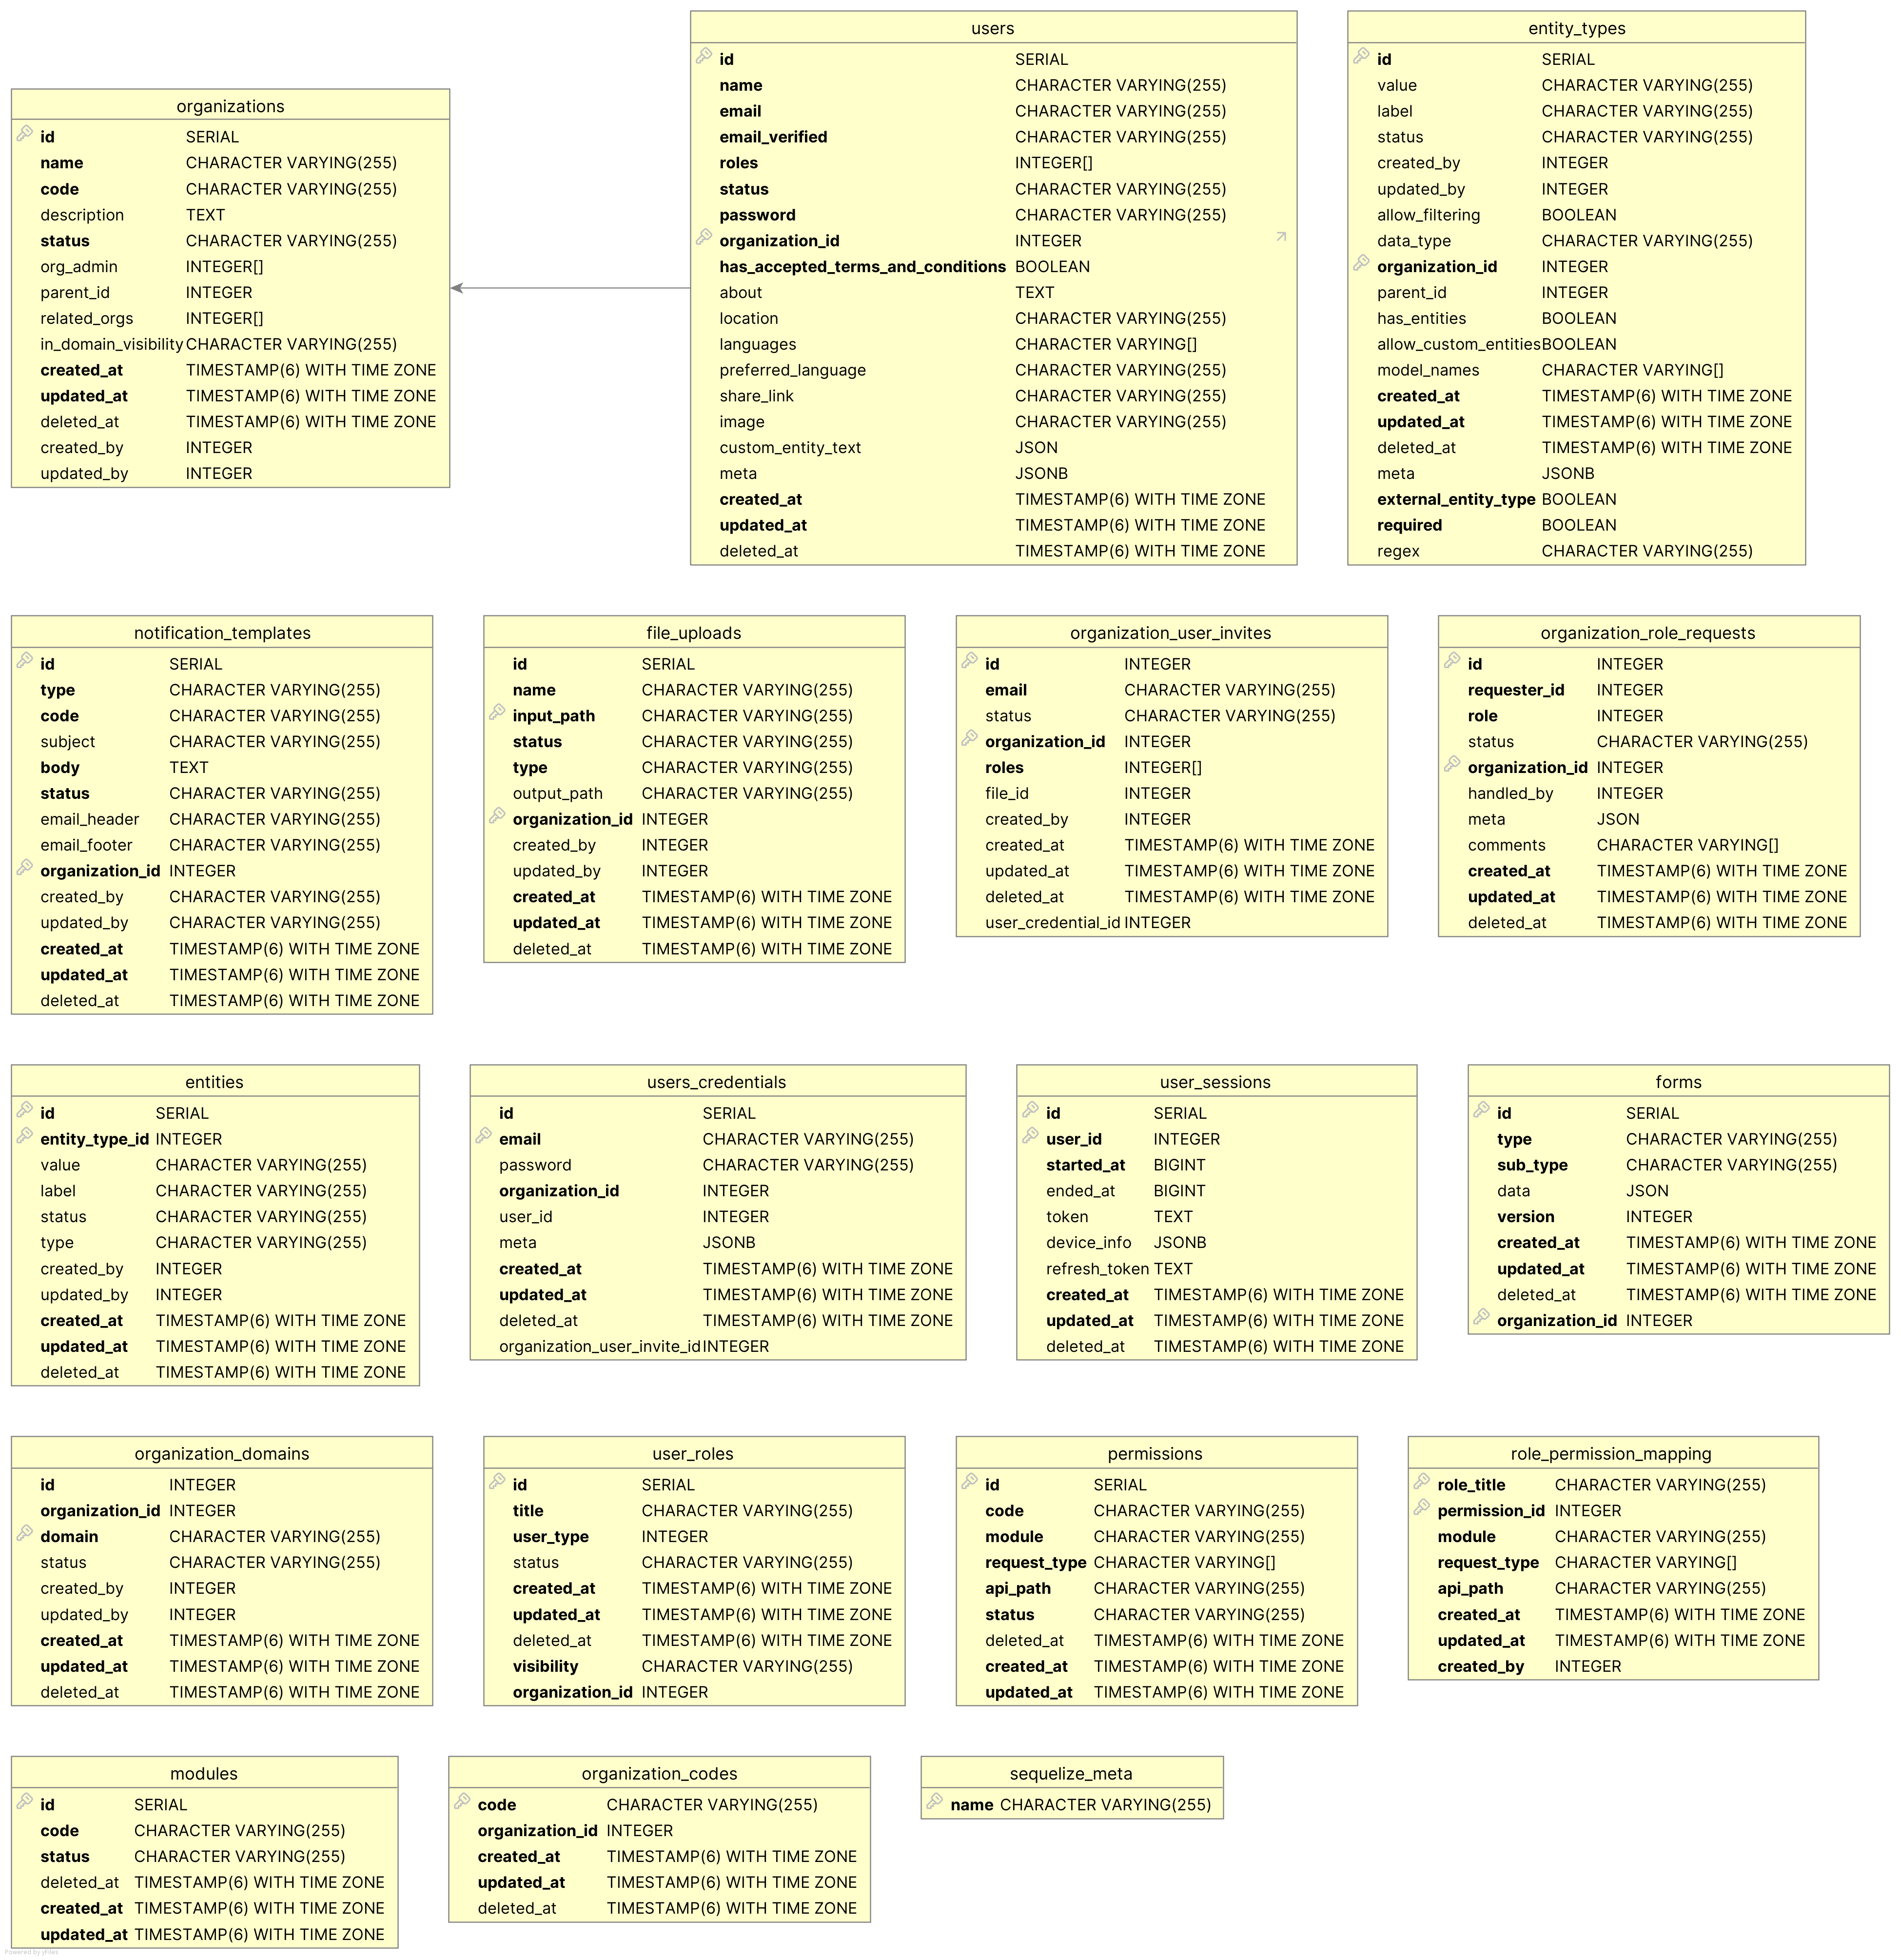 organizations
id SERIAL
name CHARACTER VARYING(255)
code CHARACTER VARYING(255)
description TEXT
status CHARACTER VARYING(255)
org_admin INTEGER[]
parent_id INTEGER
related_orgs INTEGER[]
in_domain_visibility CHARACTER VARYING(255)
created_at TIMESTAMP(6) WITH TIME ZONE
updated_at TIMESTAMP(6) WITH TIME ZONE
deleted_at TIMESTAMP(6) WITH TIME ZONE
created_by INTEGER
updated_by INTEGER
users
id SERIAL
name CHARACTER VARYING(255)
email CHARACTER VARYING(255)
email_verified CHARACTER VARYING(255)
roles INTEGER[]
status CHARACTER VARYING(255)
password CHARACTER VARYING(255)
organization_id INTEGER
has_accepted_terms_and_conditions BOOLEAN
about TEXT
location CHARACTER VARYING(255)
languages CHARACTER VARYING[]
preferred_language CHARACTER VARYING(255)
share_link CHARACTER VARYING(255)
image CHARACTER VARYING(255)
custom_entity_text JSON
meta JSONB
created_at TIMESTAMP(6) WITH TIME ZONE
updated_at TIMESTAMP(6) WITH TIME ZONE
deleted_at TIMESTAMP(6) WITH TIME ZONE
entity_types
id SERIAL
value CHARACTER VARYING(255)
label CHARACTER VARYING(255)
status CHARACTER VARYING(255)
created_by INTEGER
updated_by INTEGER
allow_filtering BOOLEAN
data_type CHARACTER VARYING(255)
organization_id INTEGER
parent_id INTEGER
has_entities BOOLEAN
allow_custom_entities BOOLEAN
model_names CHARACTER VARYING[]
created_at TIMESTAMP(6) WITH TIME ZONE
updated_at TIMESTAMP(6) WITH TIME ZONE
deleted_at TIMESTAMP(6) WITH TIME ZONE
meta JSONB
external_entity_type BOOLEAN
required BOOLEAN
regex CHARACTER VARYING(255)
notification_templates
id SERIAL
type CHARACTER VARYING(255)
code CHARACTER VARYING(255)
subject CHARACTER VARYING(255)
body TEXT
status CHARACTER VARYING(255)
email_header CHARACTER VARYING(255)
email_footer CHARACTER VARYING(255)
organization_id INTEGER
created_by CHARACTER VARYING(255)
updated_by CHARACTER VARYING(255)
created_at TIMESTAMP(6) WITH TIME ZONE
updated_at TIMESTAMP(6) WITH TIME ZONE
deleted_at TIMESTAMP(6) WITH TIME ZONE
file_uploads
id SERIAL
name CHARACTER VARYING(255)
input_path CHARACTER VARYING(255)
status CHARACTER VARYING(255)
type CHARACTER VARYING(255)
output_path CHARACTER VARYING(255)
organization_id INTEGER
created_by INTEGER
updated_by INTEGER
created_at TIMESTAMP(6) WITH TIME ZONE
updated_at TIMESTAMP(6) WITH TIME ZONE
deleted_at TIMESTAMP(6) WITH TIME ZONE
organization_user_invites
id INTEGER
email CHARACTER VARYING(255)
status CHARACTER VARYING(255)
organization_id INTEGER
roles INTEGER[]
file_id INTEGER
created_by INTEGER
created_at TIMESTAMP(6) WITH TIME ZONE
updated_at TIMESTAMP(6) WITH TIME ZONE
deleted_at TIMESTAMP(6) WITH TIME ZONE
user_credential_id INTEGER
organization_role_requests
id INTEGER
requester_id INTEGER
role INTEGER
status CHARACTER VARYING(255)
organization_id INTEGER
handled_by INTEGER
meta JSON
comments CHARACTER VARYING[]
created_at TIMESTAMP(6) WITH TIME ZONE
updated_at TIMESTAMP(6) WITH TIME ZONE
deleted_at TIMESTAMP(6) WITH TIME ZONE
entities
id SERIAL
entity_type_id INTEGER
value CHARACTER VARYING(255)
label CHARACTER VARYING(255)
status CHARACTER VARYING(255)
type CHARACTER VARYING(255)
created_by INTEGER
updated_by INTEGER
created_at TIMESTAMP(6) WITH TIME ZONE
updated_at TIMESTAMP(6) WITH TIME ZONE
deleted_at TIMESTAMP(6) WITH TIME ZONE
users_credentials
id SERIAL
email CHARACTER VARYING(255)
password CHARACTER VARYING(255)
organization_id INTEGER
user_id INTEGER
meta JSONB
created_at TIMESTAMP(6) WITH TIME ZONE
updated_at TIMESTAMP(6) WITH TIME ZONE
deleted_at TIMESTAMP(6) WITH TIME ZONE
organization_user_invite_id INTEGER
user_sessions
id SERIAL
user_id INTEGER
started_at BIGINT
ended_at BIGINT
token TEXT
device_info JSONB
refresh_token TEXT
created_at TIMESTAMP(6) WITH TIME ZONE
updated_at TIMESTAMP(6) WITH TIME ZONE
deleted_at TIMESTAMP(6) WITH TIME ZONE
forms
id SERIAL
type CHARACTER VARYING(255)
sub_type CHARACTER VARYING(255)
data JSON
version INTEGER
created_at TIMESTAMP(6) WITH TIME ZONE
updated_at TIMESTAMP(6) WITH TIME ZONE
deleted_at TIMESTAMP(6) WITH TIME ZONE
organization_id INTEGER
organization_domains
id INTEGER
organization_id INTEGER
domain CHARACTER VARYING(255)
status CHARACTER VARYING(255)
created_by INTEGER
updated_by INTEGER
created_at TIMESTAMP(6) WITH TIME ZONE
updated_at TIMESTAMP(6) WITH TIME ZONE
deleted_at TIMESTAMP(6) WITH TIME ZONE
user_roles
id SERIAL
title CHARACTER VARYING(255)
user_type INTEGER
status CHARACTER VARYING(255)
created_at TIMESTAMP(6) WITH TIME ZONE
updated_at TIMESTAMP(6) WITH TIME ZONE
deleted_at TIMESTAMP(6) WITH TIME ZONE
visibility CHARACTER VARYING(255)
organization_id INTEGER
permissions
id SERIAL
code CHARACTER VARYING(255)
module CHARACTER VARYING(255)
request_type CHARACTER VARYING[]
api_path CHARACTER VARYING(255)
status CHARACTER VARYING(255)
deleted_at TIMESTAMP(6) WITH TIME ZONE
created_at TIMESTAMP(6) WITH TIME ZONE
updated_at TIMESTAMP(6) WITH TIME ZONE
role_permission_mapping
role_title CHARACTER VARYING(255)
permission_id INTEGER
module CHARACTER VARYING(255)
request_type CHARACTER VARYING[]
api_path CHARACTER VARYING(255)
created_at TIMESTAMP(6) WITH TIME ZONE
updated_at TIMESTAMP(6) WITH TIME ZONE
created_by INTEGER
modules
id SERIAL
code CHARACTER VARYING(255)
status CHARACTER VARYING(255)
deleted_at TIMESTAMP(6) WITH TIME ZONE
created_at TIMESTAMP(6) WITH TIME ZONE
updated_at TIMESTAMP(6) WITH TIME ZONE
organization_codes
code CHARACTER VARYING(255)
organization_id INTEGER
created_at TIMESTAMP(6) WITH TIME ZONE
updated_at TIMESTAMP(6) WITH TIME ZONE
deleted_at TIMESTAMP(6) WITH TIME ZONE
sequelize_meta
name CHARACTER VARYING(255)
Powered by yFiles